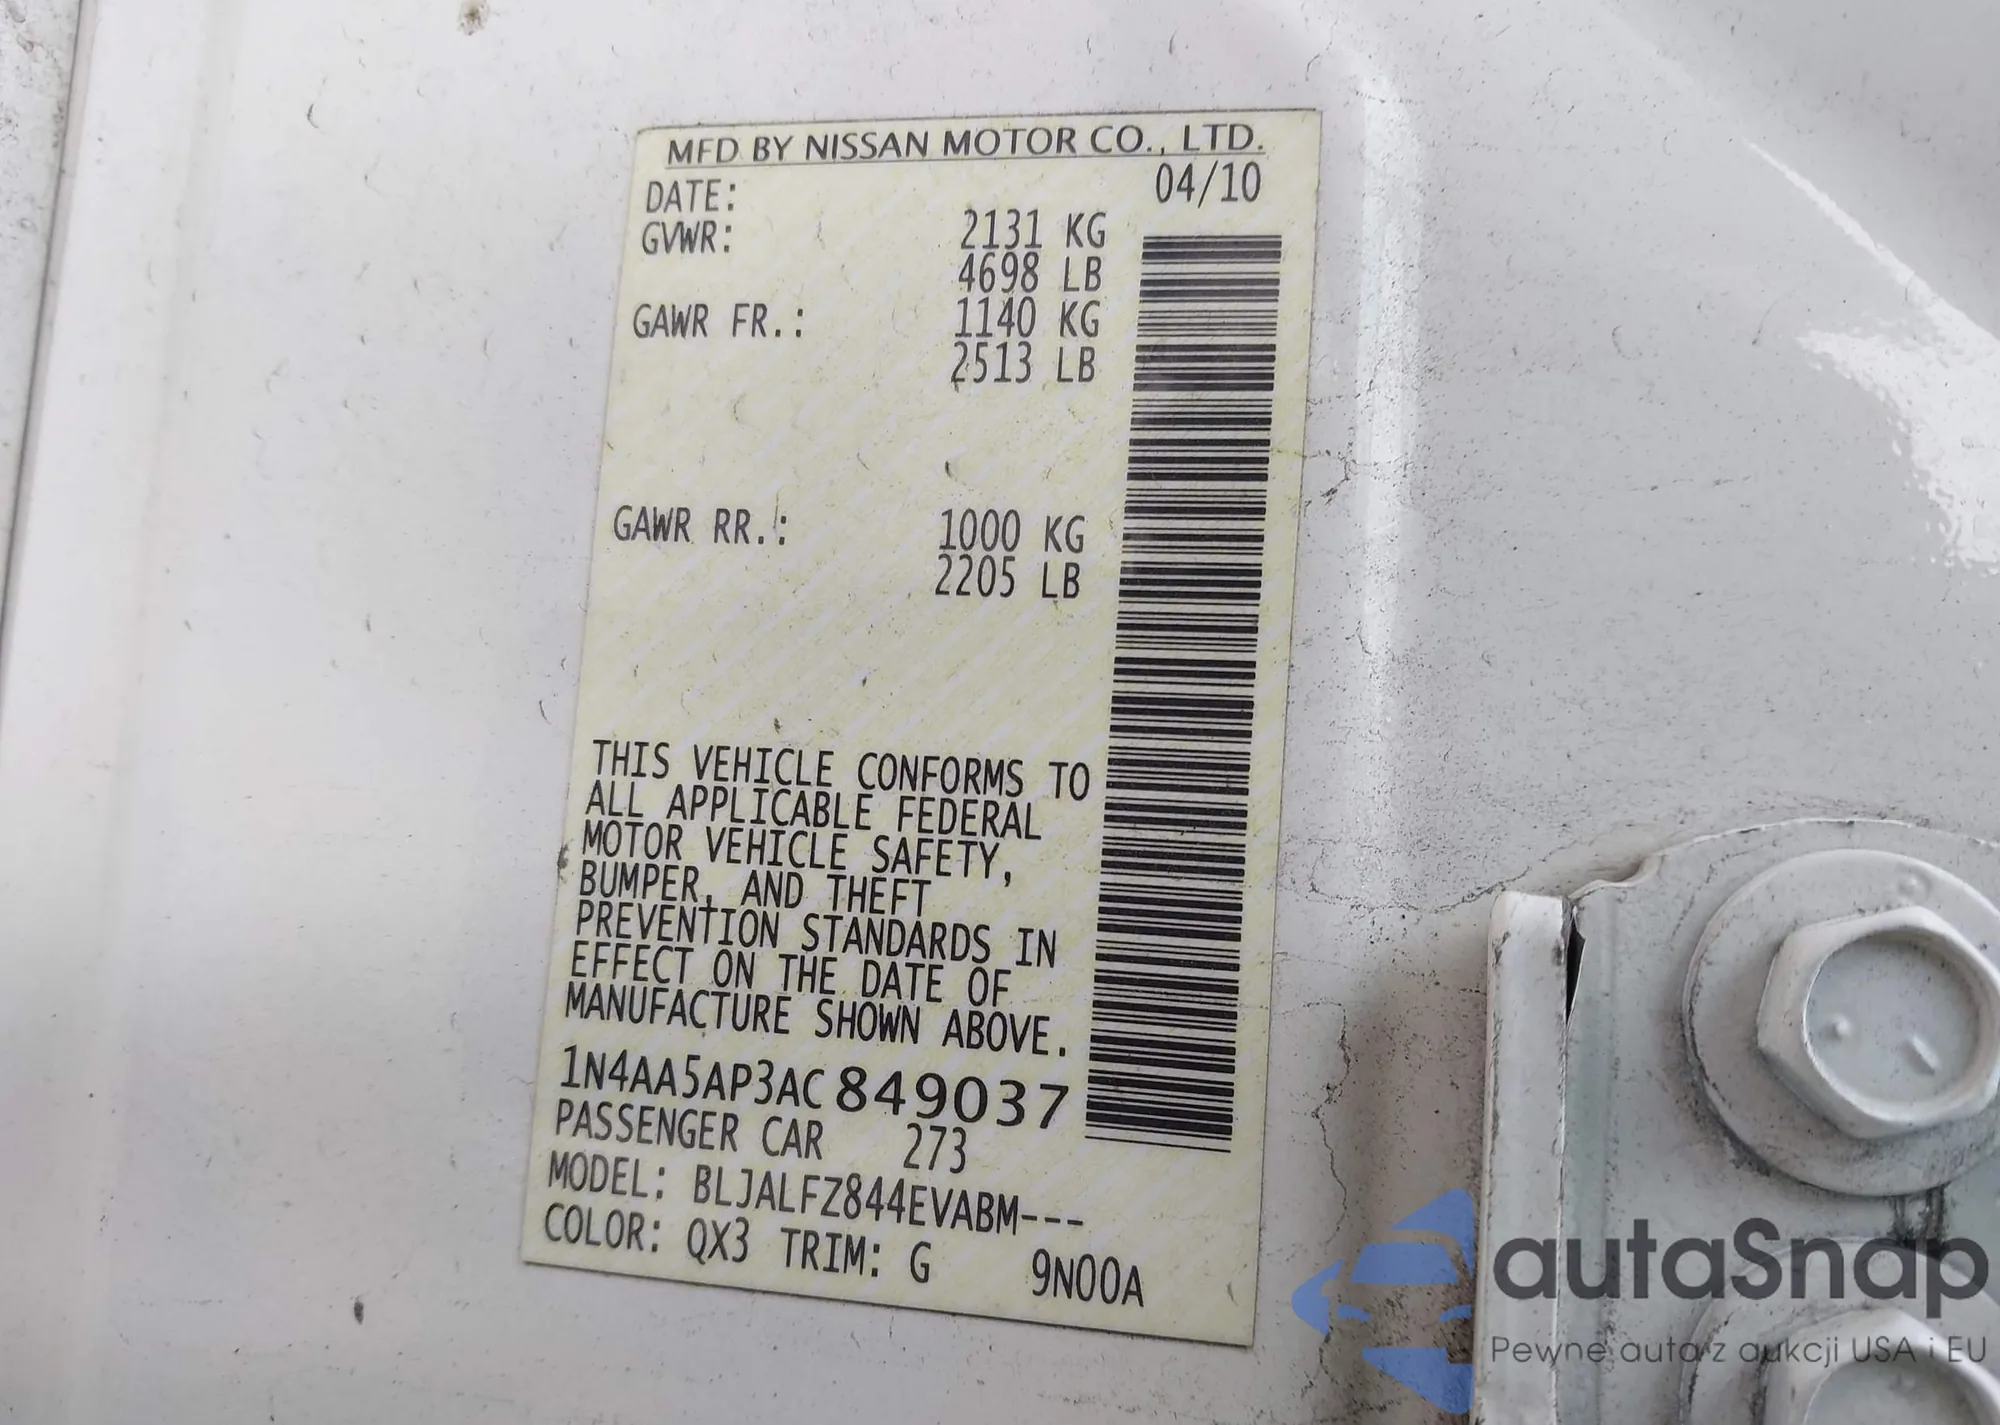 MFD BY NISSAN MOTOR CO., LTD.
DATE: 04/10
GVWR: 2131 KG
4698 LB
GAWR FR.: 1140 KG
2513 LB
GAWR RR.: 1000 KG
2205 LB
THIS VEHICLE CONFORMS TO
ALL APPLICABLE FEDERAL
MOTOR VEHICLE SAFETY,
BUMPER, AND THEFT
PREVENTION STANDARDS IN
EFFECT ON THE DATE OF
MANUFACTURE SHOWN ABOVE.
1N4AA5AP3AC849037
PASSENGER CAR 273
MODEL: BLJALFZ844EVABM---
COLOR: QX3 TRIM: G 9N00A
autaSnap
Pewne auta z aukcji USA i EU